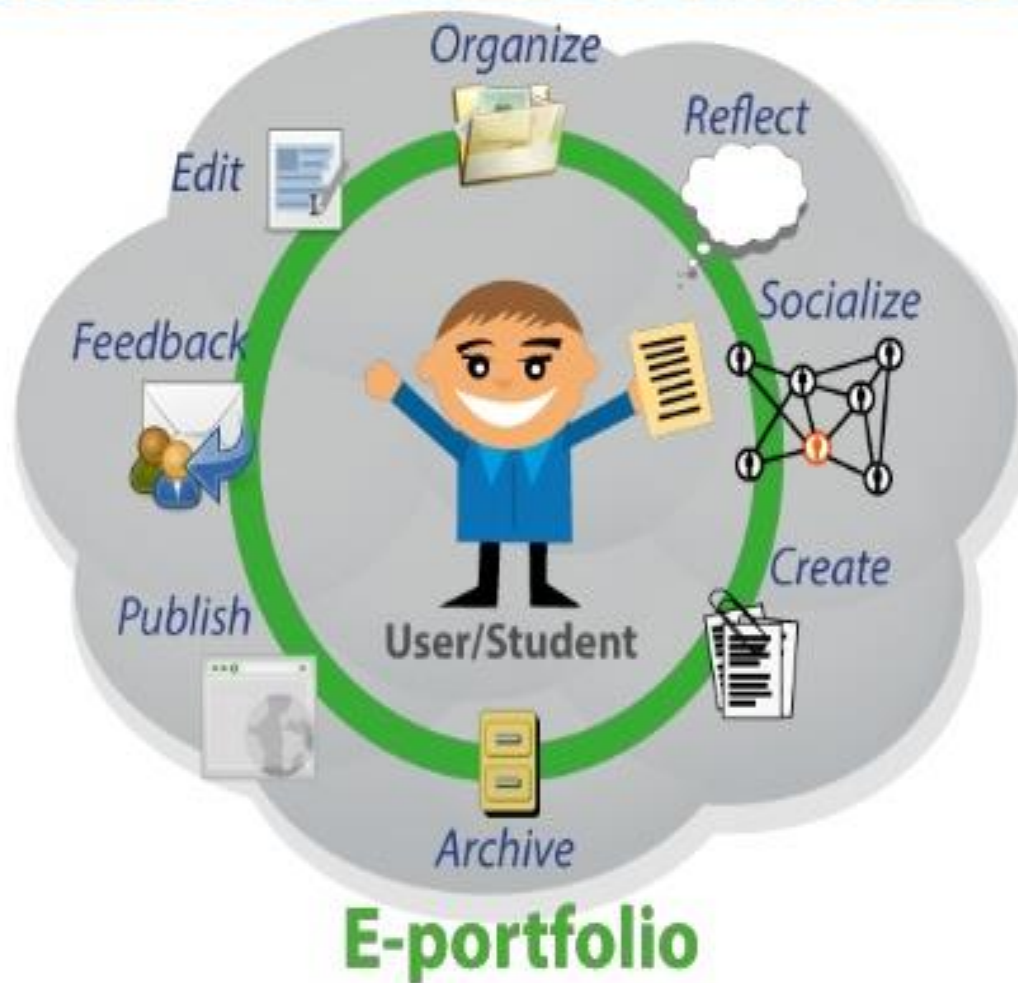 Organize
Reflect
Edit
Socialize
Feedback
Create
Publish
User/Student
Archive
E-portfolio